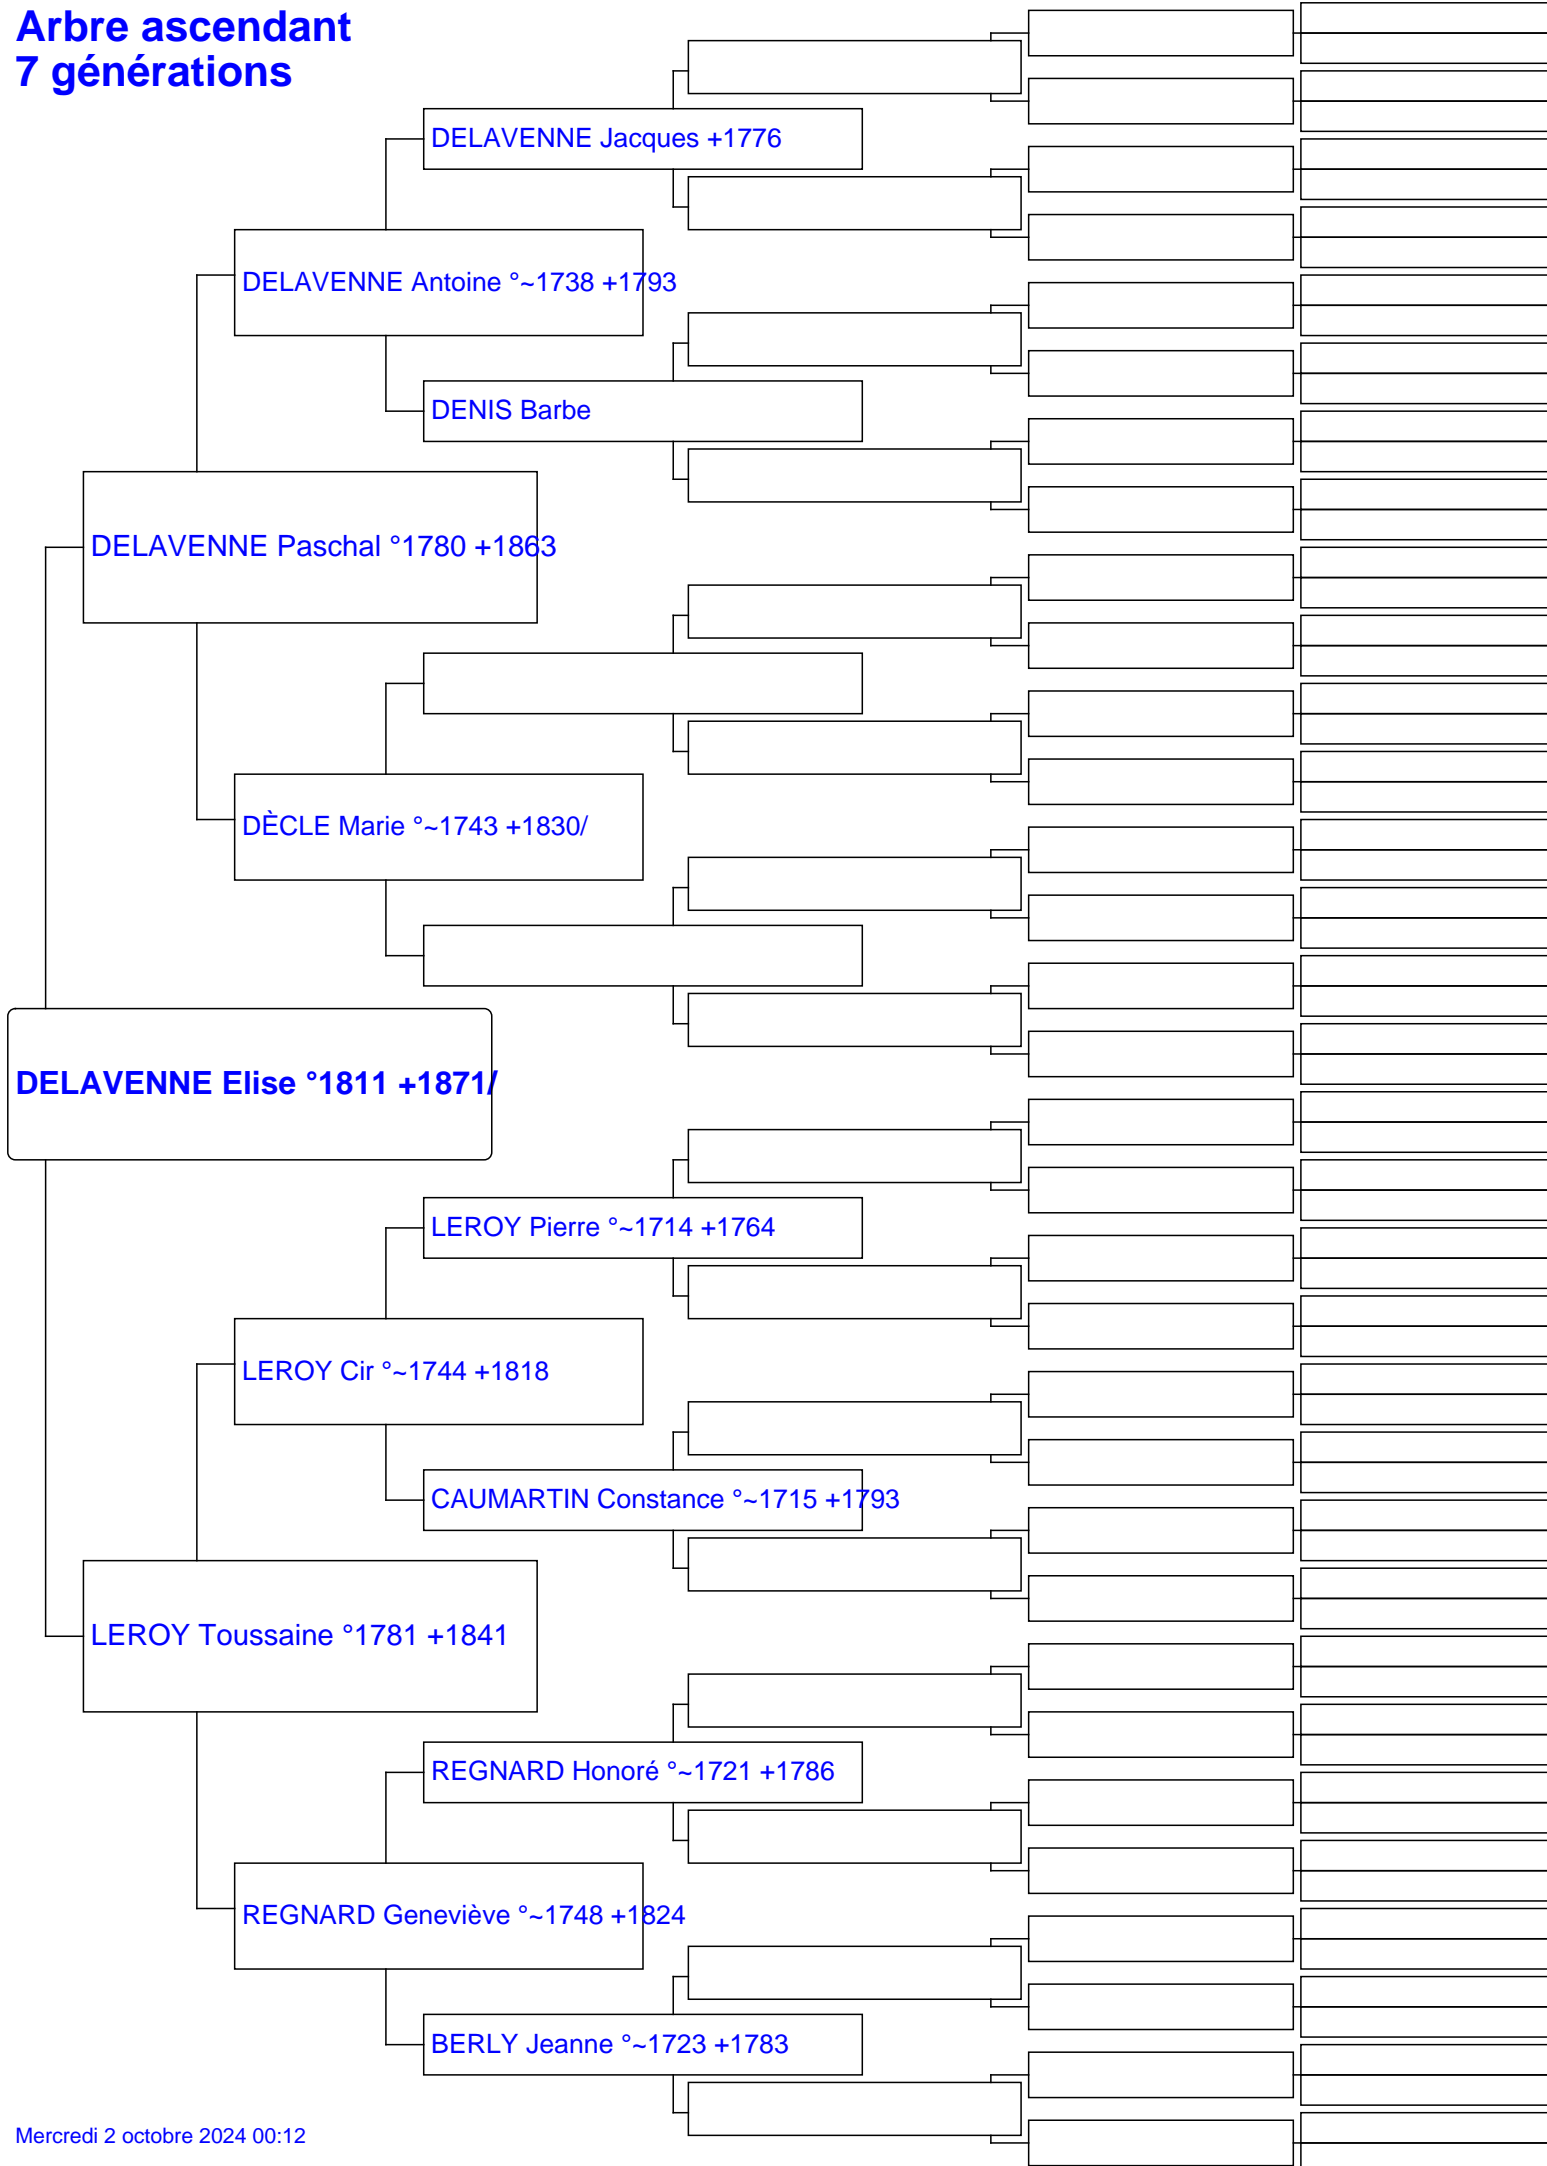 Arbre ascendant
7 générations
DELAVENNE Jacques +1776
DELAVENNE Antoine °~1738 +1793
DENIS Barbe
DELAVENNE Paschal °1780 +1863
DÈCLE Marie °~1743 +1830/
DELAVENNE Elise °1811 +1871/
LEROY Pierre °~1714 +1764
LEROY Cir °~1744 +1818
CAUMARTIN Constance °~1715 +1793
LEROY Toussaine °1781 +1841
REGNARD Honoré °~1721 +1786
REGNARD Geneviève °~1748 +1824
BERLY Jeanne °~1723 +1783
Mercredi 2 octobre 2024 00:12